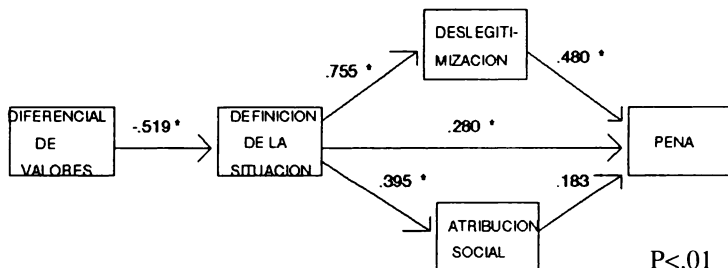 DESLEGITI-
MIZACION
.755 *
.480 *
DIFERENCIAL
DE
VALORES
-.519 *
DEFINICION
DE LA
SITUACION
.280 *
PENA
.395 *
.183
ATRIBUCION
SOCIAL
P<.01